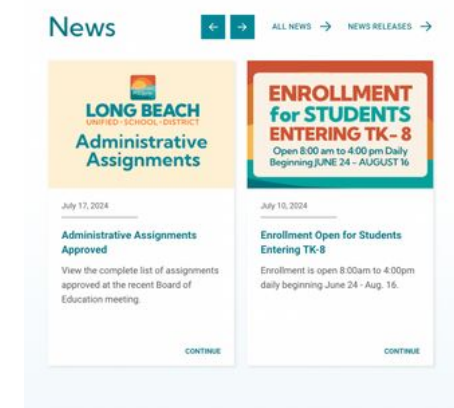 News
ALL NEWS
NEWS RELEASES
LONG BEACH
UNIFIED·SCHOOL·DISTRICT
Administrative
Assignments
July 17, 2024
Administrative Assignments
Approved
View the complete list of assignments
approved at the recent Board of
Education meeting.
CONTINUE
ENROLLMENT
for STUDENTS
ENTERING TK-8
Open 8:00 am to 4:00 pm Daily
Beginning JUNE 24 - AUGUST 16
July 10, 2024
Enrollment Open for Students
Entering TK-8
Enrollment is open 8:00am to 4:00pm
daily beginning June 24 - Aug. 16.
CONTINUE